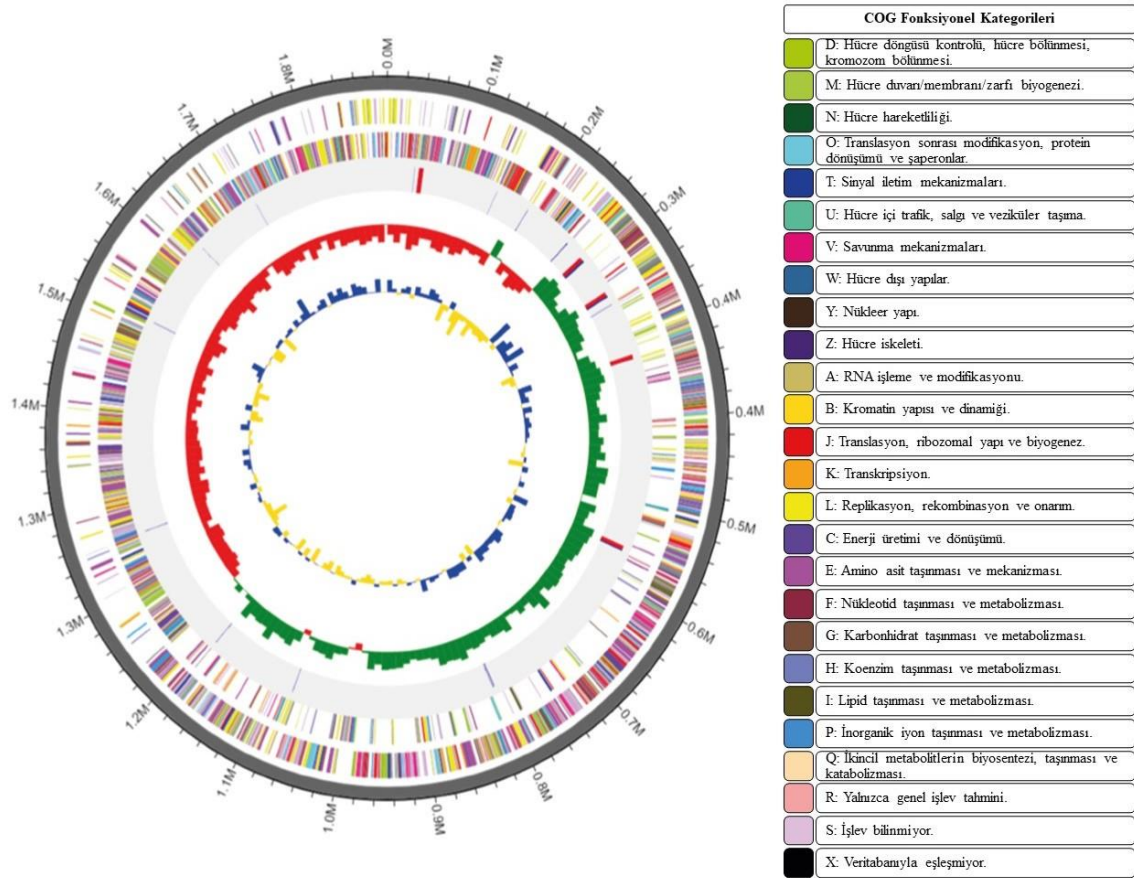 COG Fonksiyonel Kategorileri
D: Hücre döngüsü kontrolü, hücre bölünmesi,
kromozom bölünmesi.
M: Hücre duvarı/membranı/zarfı biyogenezi.
N: Hücre hareketliliği.
O: Translasyon sonrası modifikasyon, protein
dönüşümü ve şaperonlar.
T: Sinyal iletim mekanizmaları.
U: Hücre içi trafik, salgı ve veziküler taşıma.
V: Savunma mekanizmaları.
W: Hücre dışı yapılar.
Y: Nükleer yapı.
Z: Hücre iskeleti.
A: RNA işleme ve modifikasyonu.
B: Kromatin yapısı ve dinamiği.
J: Translasyon, ribozomal yapı ve biyogenez.
K: Transkripsiyon.
L: Replikasyon, rekombinasyon ve onarım.
C: Enerji üretimi ve dönüşümü.
E: Amino asit taşınması ve mekanizması.
F: Nükleotid taşınması ve metabolizması.
G: Karbonhidrat taşınması ve metabolizması.
H: Koenzim taşınması ve metabolizması.
I: Lipid taşınması ve metabolizması.
P: İnorganik iyon taşınması ve metabolizması.
Q: İkincil metabolitlerin biyosentezi, taşınması ve
katabolizması.
R: Yalnızca genel işlev tahmini.
S: İşlev bilinmiyor.
X: Veritabanıyla eşleşmiyor.
0.0M
0.1M
0.2M
0.3M
0.4M
0.4M
0.5M
0.6M
0.7M
0.8M
0.9M
1.0M
1.1M
1.2M
1.3M
1.3M
1.4M
1.5M
1.6M
1.7M
1.8M